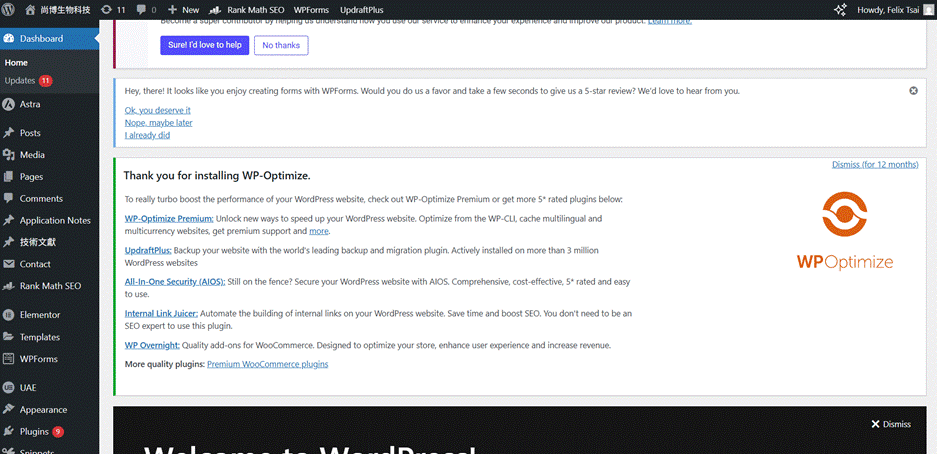 尚博生物科技
11
0
New
Rank Math SEO
WPForms
UpdraftPlus
Howdy, Felix Tsai
Dashboard
Home
Updates 11
Astra
Posts
Media
Pages
Comments
Application Notes
技術文獻
Contact
Rank Math SEO
Elementor
Templates
WPForms
UAE
Appearance
Plugins 9
Snippets
Become a super contributor by helping us understand how you use our service to enhance your experience and improve our product. Learn more.
Sure! I'd love to help
No thanks
Hey, there! It looks like you enjoy creating forms with WPForms. Would you do us a favor and take a few seconds to give us a 5-star review? We'd love to hear from you.
Ok, you deserve it
Nope, maybe later
I already did
Dismiss (for 12 months)
Thank you for installing WP-Optimize.
To really turbo boost the performance of your WordPress website, check out WP-Optimize Premium or get more 5* rated plugins below:
WP-Optimize Premium: Unlock new ways to speed up your WordPress website. Optimize from the WP-CLI, cache multilingual and
multicurrency websites, get premium support and more.
UpdraftPlus: Backup your website with the world's leading backup and migration plugin. Actively installed on more than 3 million
WordPress websites
All-In-One Security (AIOS): Still on the fence? Secure your WordPress website with AIOS. Comprehensive, cost-effective, 5* rated and easy
to use.
Internal Link Juicer: Automate the building of internal links on your WordPress website. Save time and boost SEO. You don't need to be an
SEO expert to use this plugin.
WP Overnight: Quality add-ons for WooCommerce. Designed to optimize your store, enhance user experience and increase revenue.
More quality plugins: Premium WooCommerce plugins
WPOptimize
Dismiss
Welcome to WordPress!